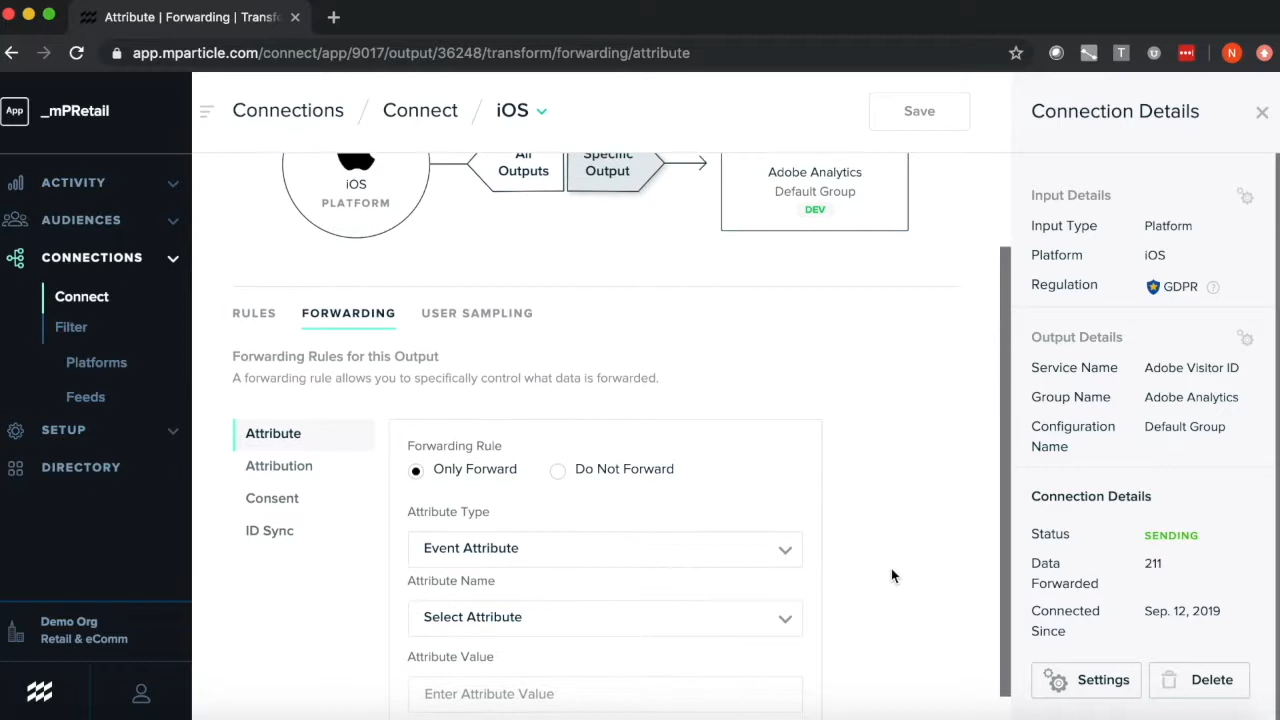 Attribute | Forwarding | Transf
app.mparticle.com/connect/app/9017/output/36248/transform/forwarding/attribute
T
N
App
_mPRetail
ACTIVITY
AUDIENCES
CONNECTIONS
Connect
Filter
Platforms
Feeds
SETUP
DIRECTORY
Demo Org
Retail & eComm
Connections / Connect / iOS
Save
iOS
PLATFORM
All
Outputs
Specific
Output
Adobe Analytics
Default Group
DEV
RULES
FORWARDING
USER SAMPLING
Forwarding Rules for this Output
A forwarding rule allows you to specifically control what data is forwarded.
Attribute
Attribution
Consent
ID Sync
Forwarding Rule
Only Forward
Do Not Forward
Attribute Type
Event Attribute
Attribute Name
Select Attribute
Attribute Value
Enter Attribute Value
Connection Details
Input Details
Input Type Platform
Platform iOS
Regulation GDPR ?
Output Details
Service Name Adobe Visitor ID
Group Name Adobe Analytics
Configuration Default Group
Name
Connection Details
Status SENDING
Data 211
Forwarded
Connected Sep. 12, 2019
Since
Settings
Delete